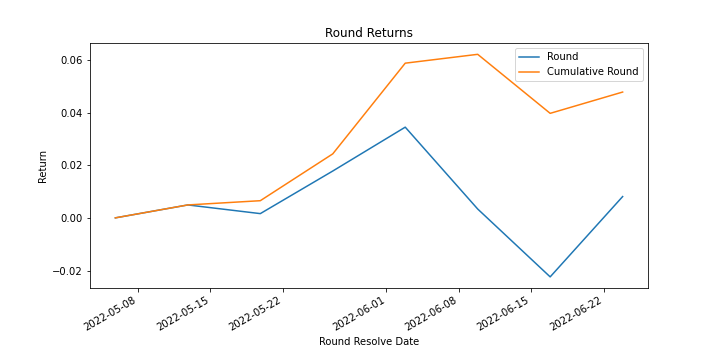 Round Returns
Round
Cumulative Round
Return
0.06
0.04
0.02
0.00
−0.02
2022-05-08
2022-05-15
2022-05-22
2022-06-01
2022-06-08
2022-06-15
2022-06-22
Round Resolve Date